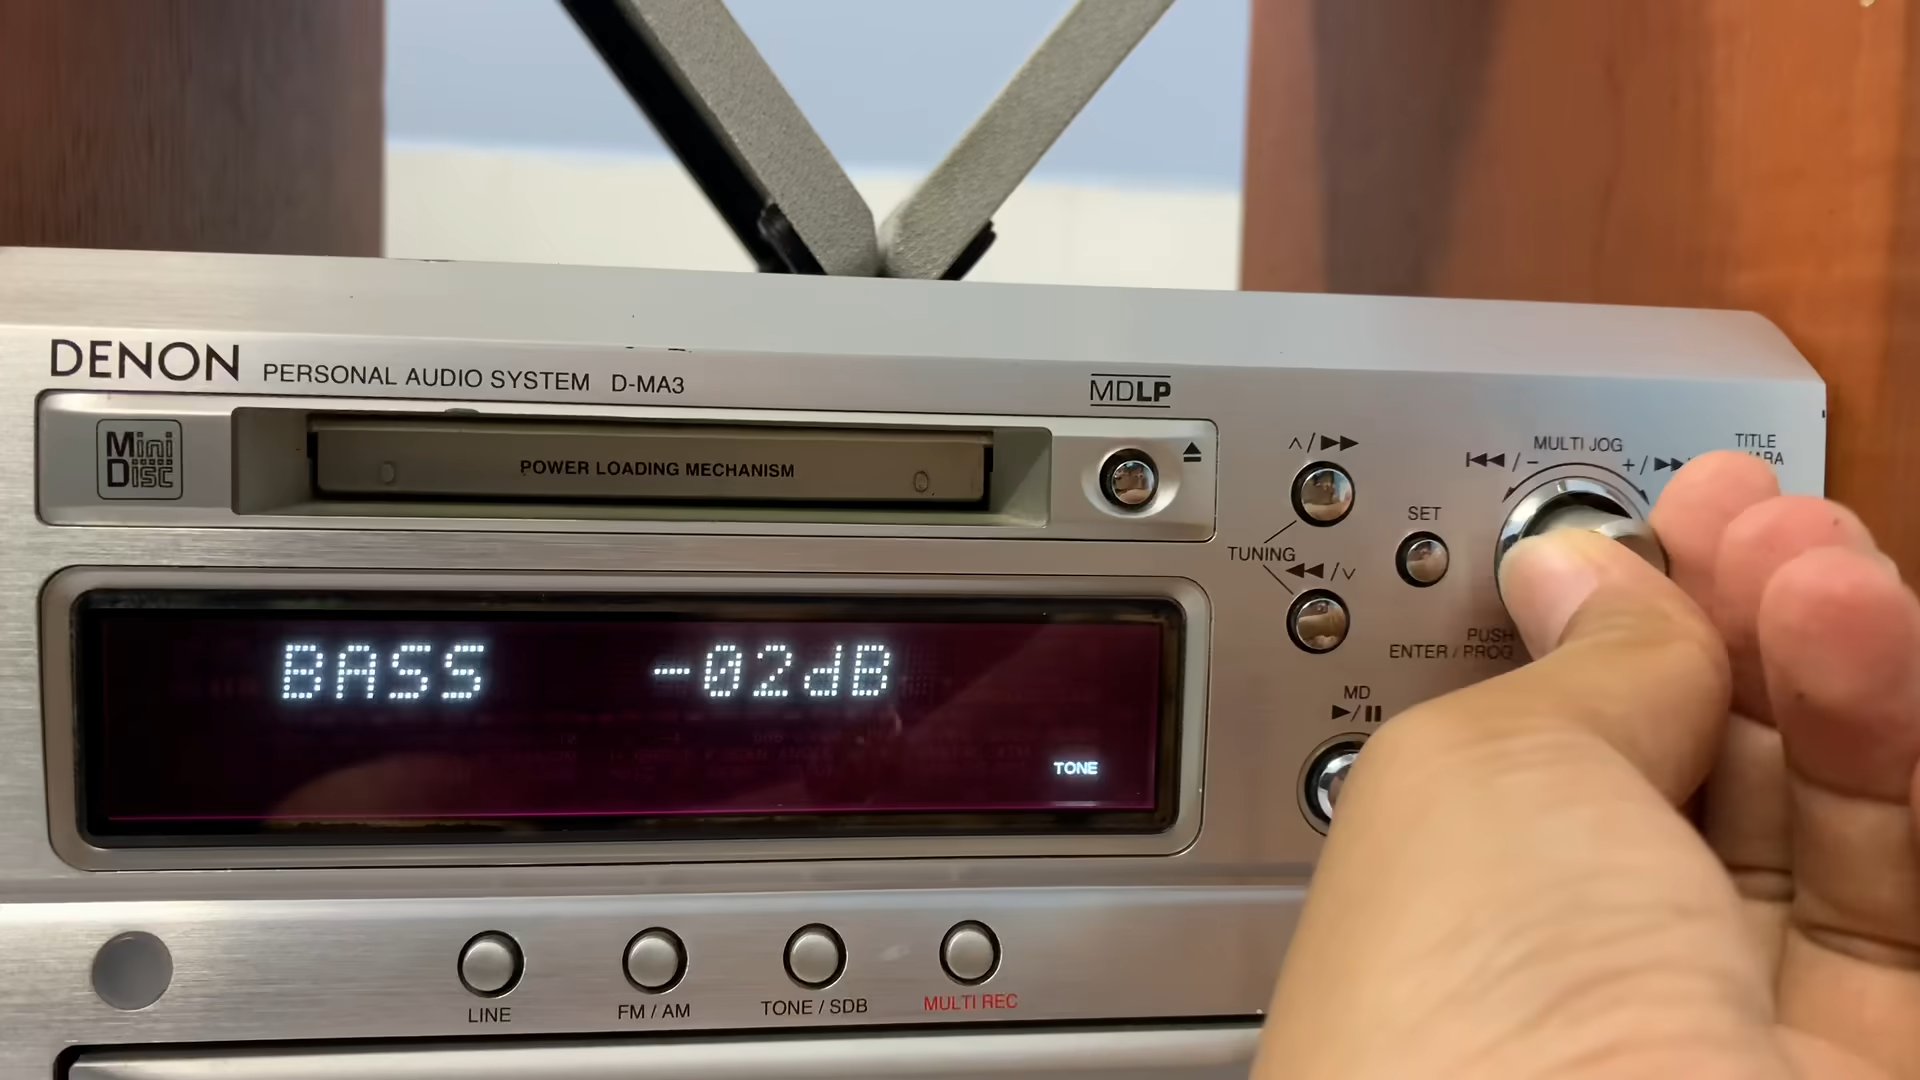 DENON PERSONAL AUDIO SYSTEM D-MA3
MDLP
Mini Disc
POWER LOADING MECHANISM
MULTI JOG
TITLE
SET
TUNING
PUSH
ENTER / PROG
MD
BASS -02dB
TONE
LINE
FM / AM
TONE / SDB
MULTI REC